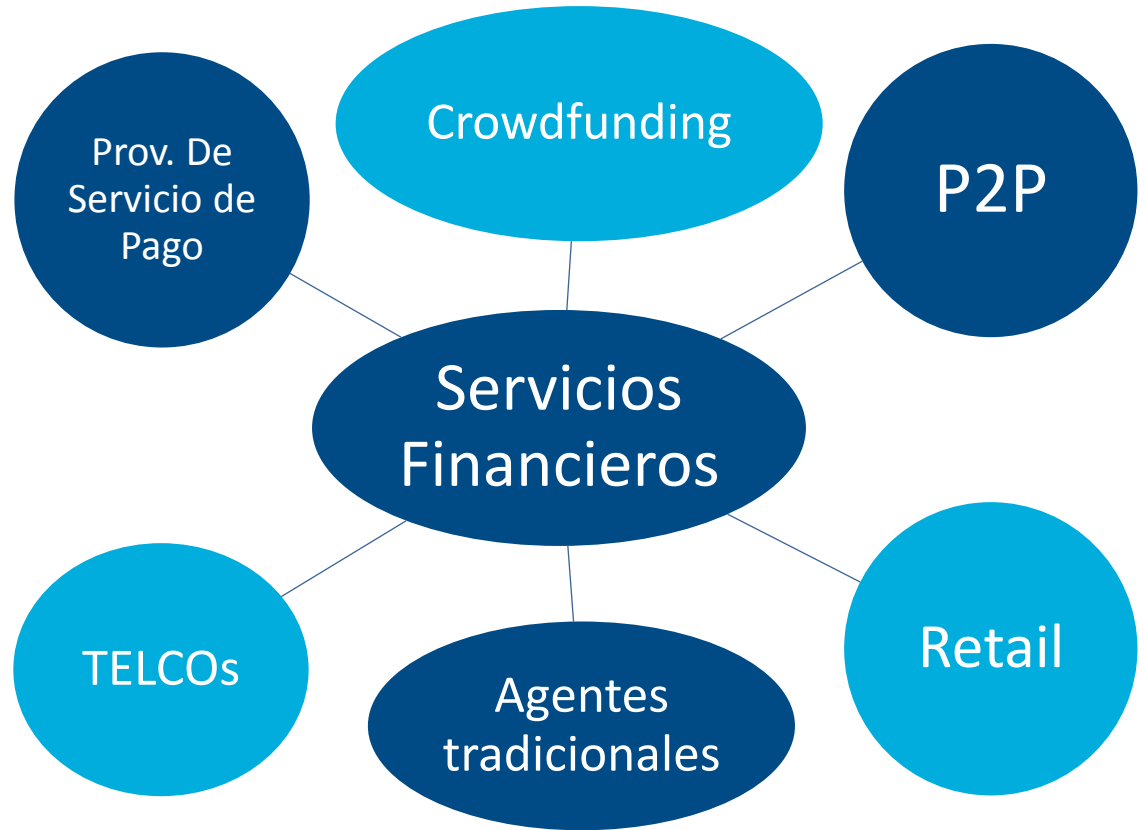 Crowdfunding
Prov. De
Servicio de
Pago
P2P
Servicios
Financieros
TELCOs
Agentes
tradicionales
Retail